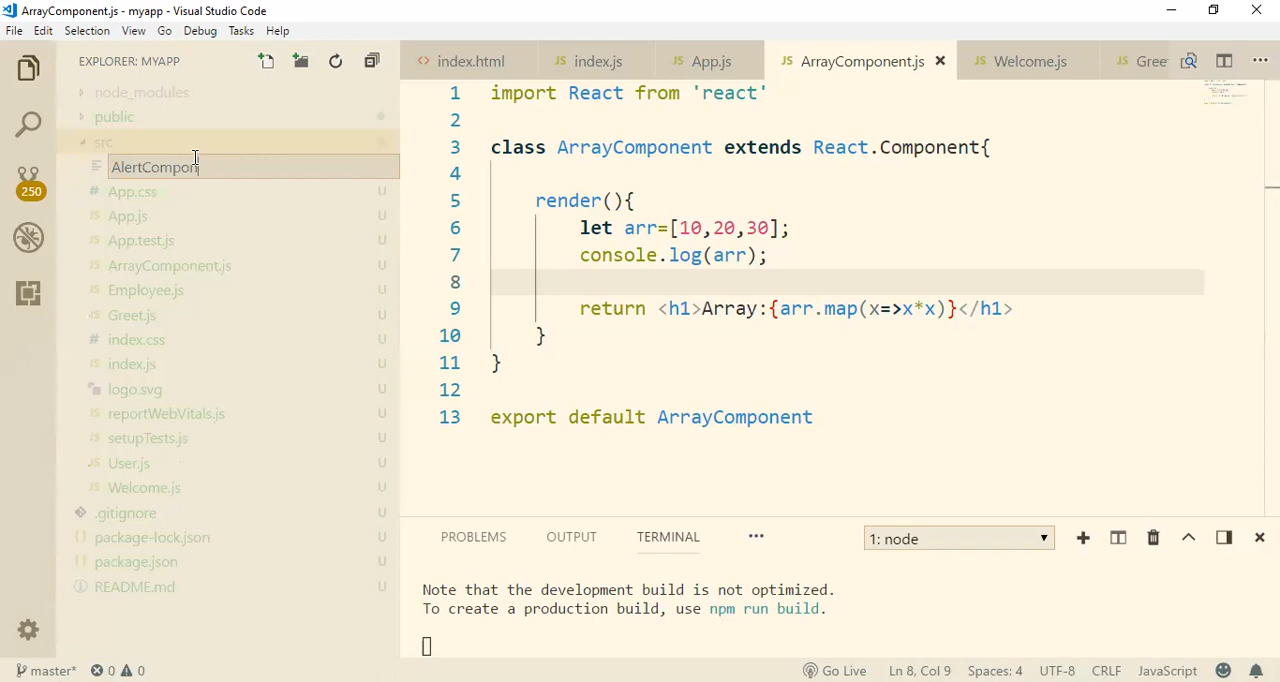 ArrayComponent.js - myapp - Visual Studio Code
File Edit Selection View Go Debug Tasks Help
EXPLORER: MYAPP
node_modules
public
src
AlertCompon
App.css U
App.js U
App.test.js U
ArrayComponent.js U
Employee.js U
Greet.js U
index.css U
index.js U
logo.svg U
reportWebVitals.js U
setupTests.js U
User.js U
Welcome.js U
.gitignore
package-lock.json
package.json
README.md
250
index.html JS index.js JS App.js JS ArrayComponent.js JS Welcome.js JS Gree
1 import React from 'react'
2
3 class ArrayComponent extends React.Component{
4
5 render(){
6 let arr=[10,20,30];
7 console.log(arr);
8
9 return <h1>Array:{arr.map(x=>x*x)}</h1>
10 }
11 }
12
13 export default ArrayComponent
PROBLEMS OUTPUT TERMINAL ••• 1: node
Note that the development build is not optimized.
To create a production build, use npm run build.
master* 0 0 Go Live Ln 8, Col 9 Spaces: 4 UTF-8 CRLF JavaScript